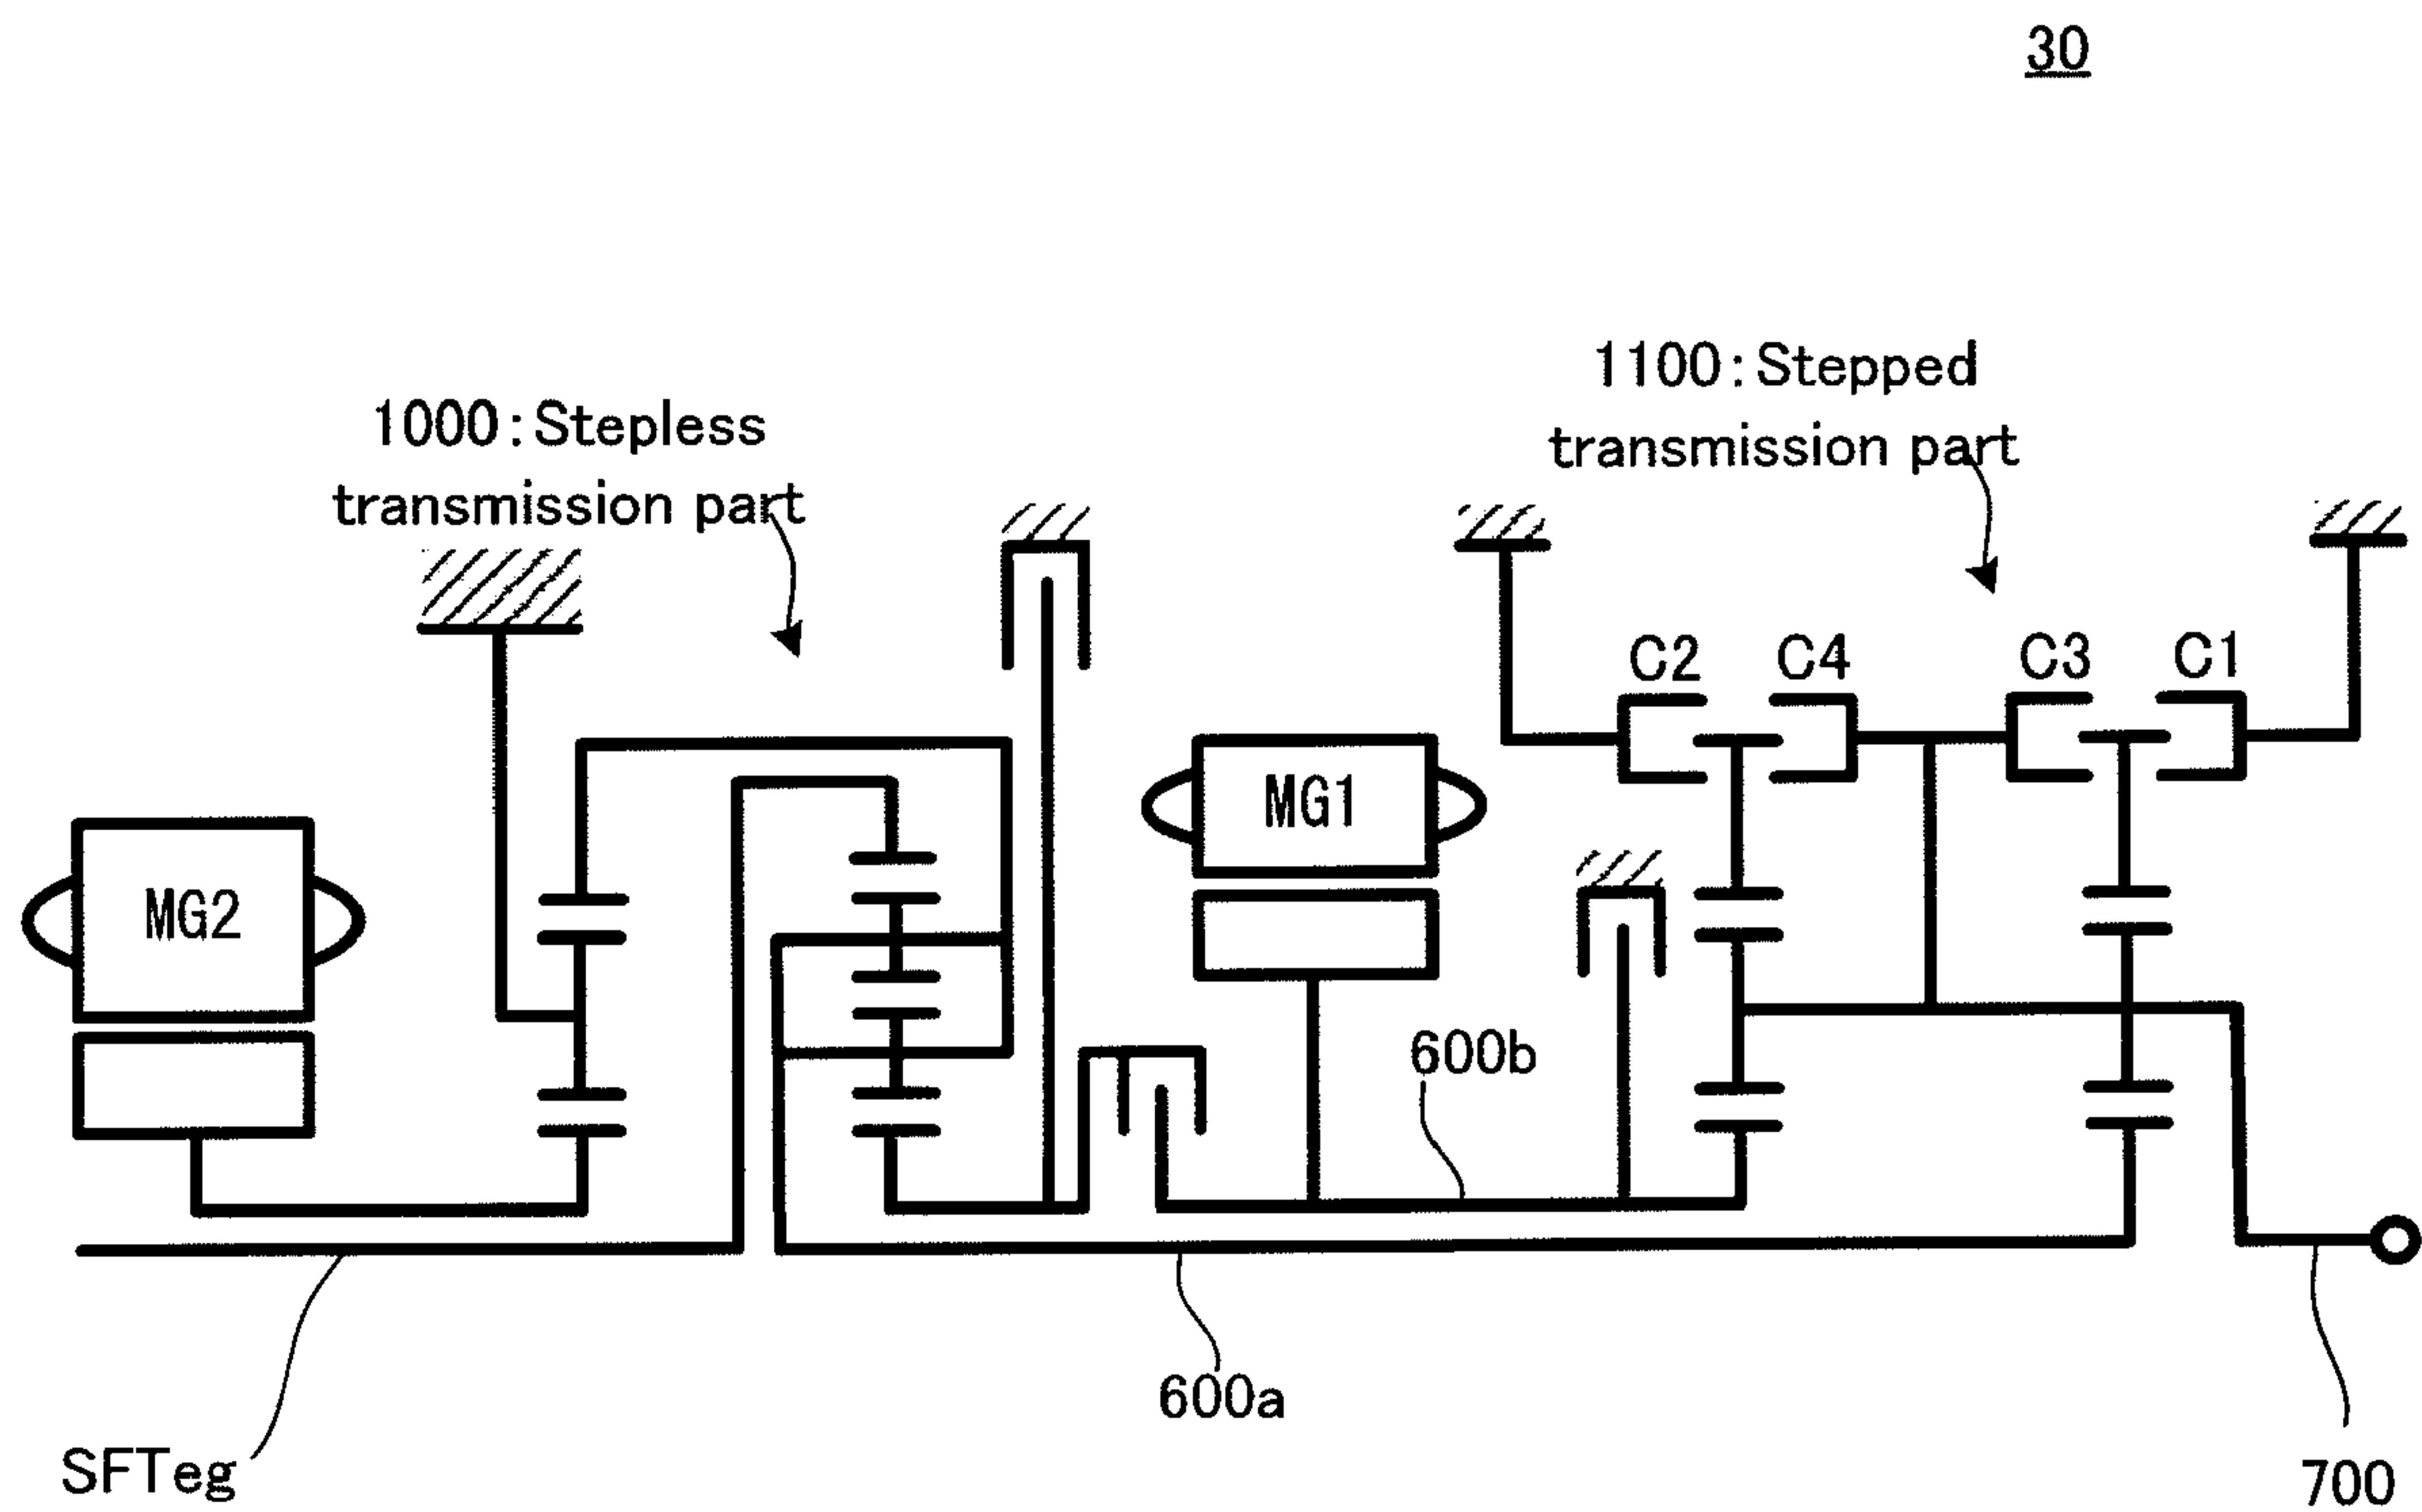 30
1100:Stepped
transmission part
1000:Stepless
transmission part
C2
C4
C3
C1
MG1
MG2
600b
600a
SFTeg
700